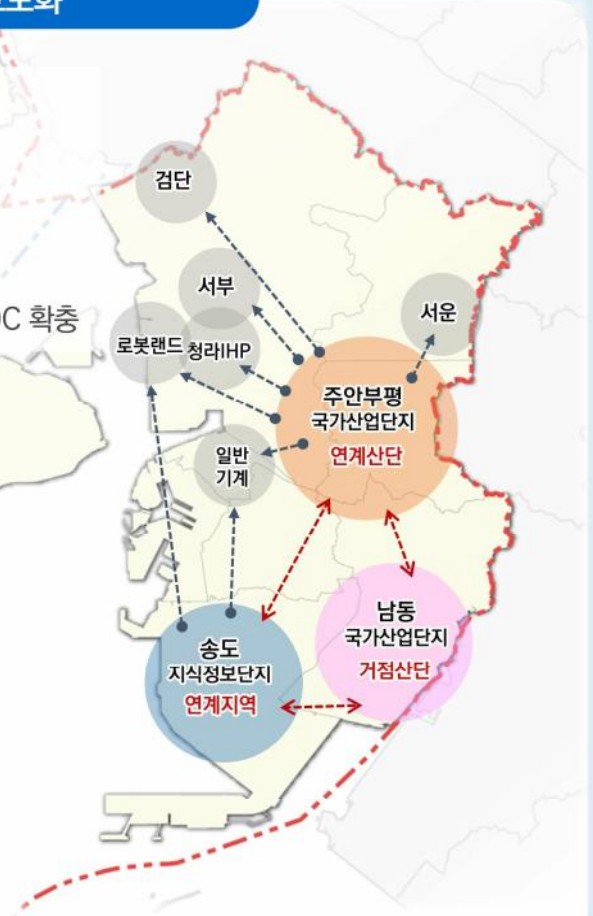 검단
서부
서운
C 확충
로봇랜드
청라IHP
주안부평
국가산업단지
연계산단
일반
기계
남동
국가산업단지
거점산단
송도
지식정보단지
연계지역